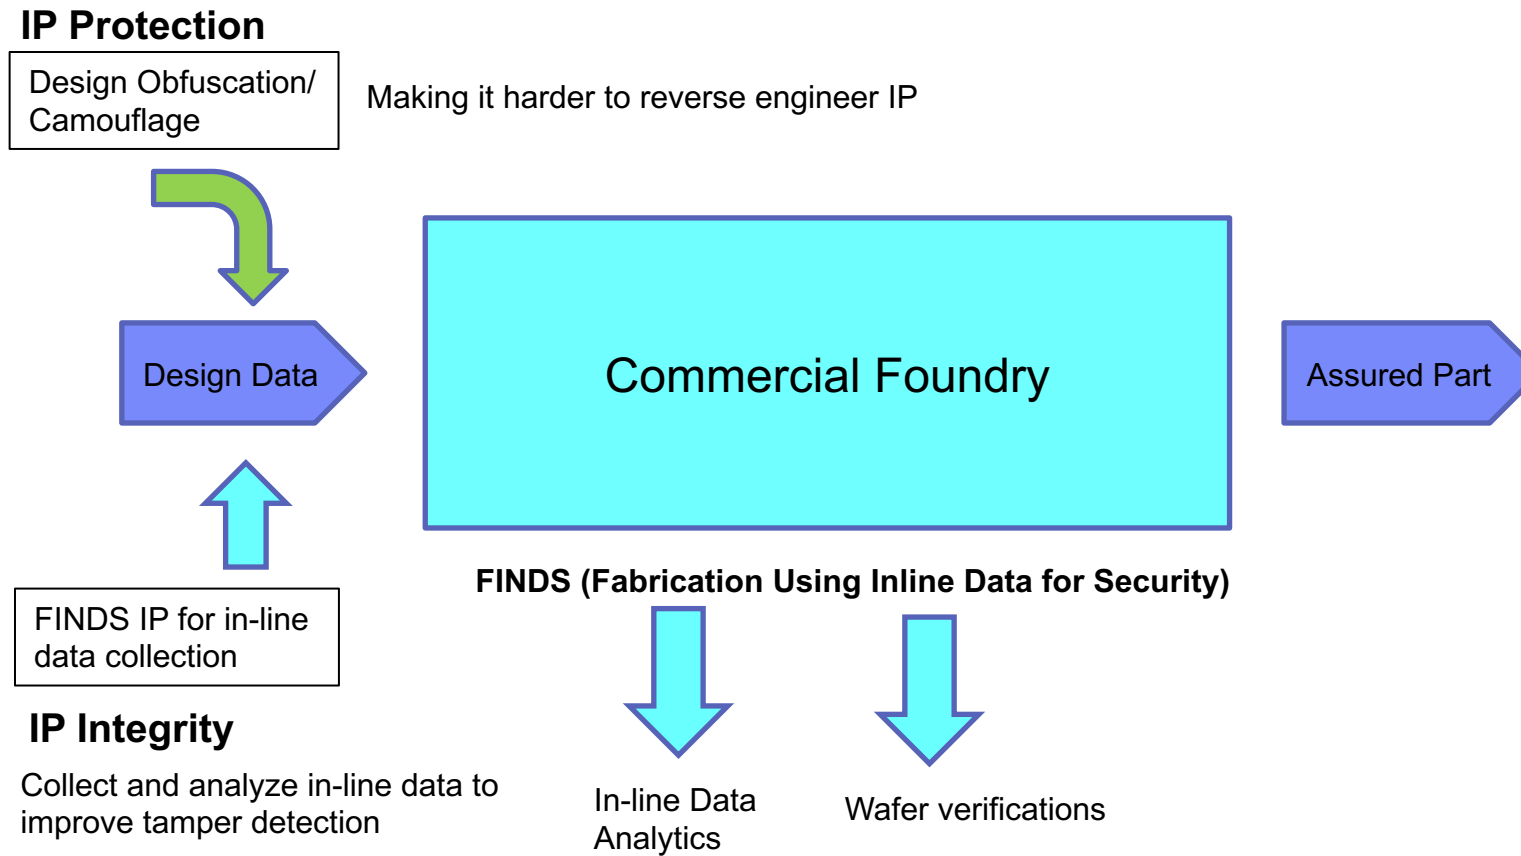 IP Protection
Design Obfuscation/
Camouflage
Making it harder to reverse engineer IP
Design Data
Commercial Foundry
Assured Part
FINDS (Fabrication Using Inline Data for Security)
FINDS IP for in-line
data collection
IP Integrity
Collect and analyze in-line data to
improve tamper detection
In-line Data
Analytics
Wafer verifications